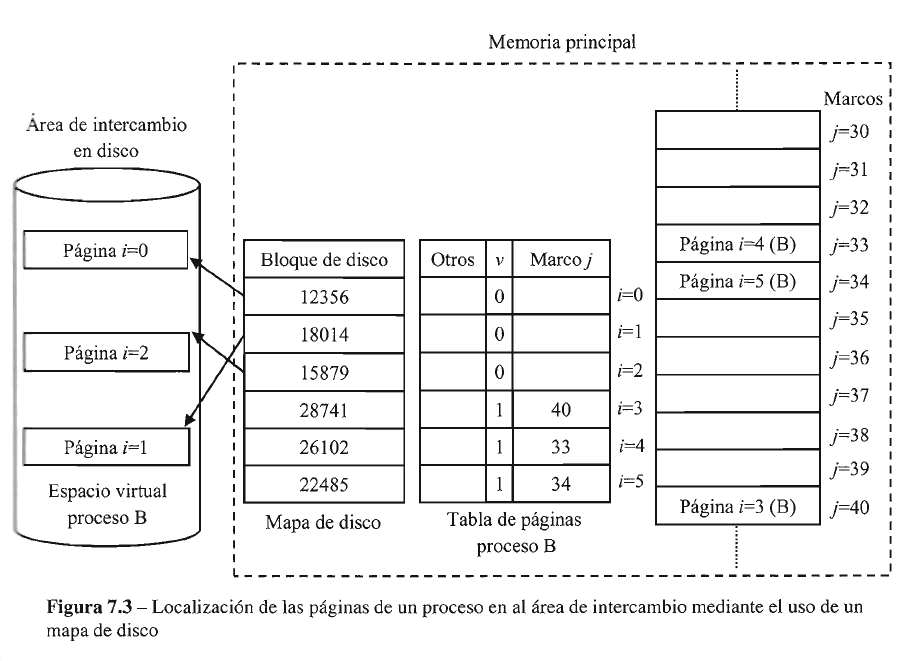 Memoria principal
Área de intercambio
en disco
Página i=0
Página i=2
Página i=1
Espacio virtual
proceso B
Bloque de disco
12356
18014
15879
28741
26102
22485
Mapa de disco
Otros v Marco j
0 i=0
0 i=1
0 i=2
1 40 i=3
1 33 i=4
1 34 i=5
Tabla de páginas
proceso B
Marcos
j=30
j=31
j=32
Página i=4 (B) j=33
Página i=5 (B) j=34
j=35
j=36
j=37
j=38
j=39
Página i=3 (B) j=40
Figura 7.3 – Localización de las páginas de un proceso en al área de intercambio mediante el uso de un
mapa de disco